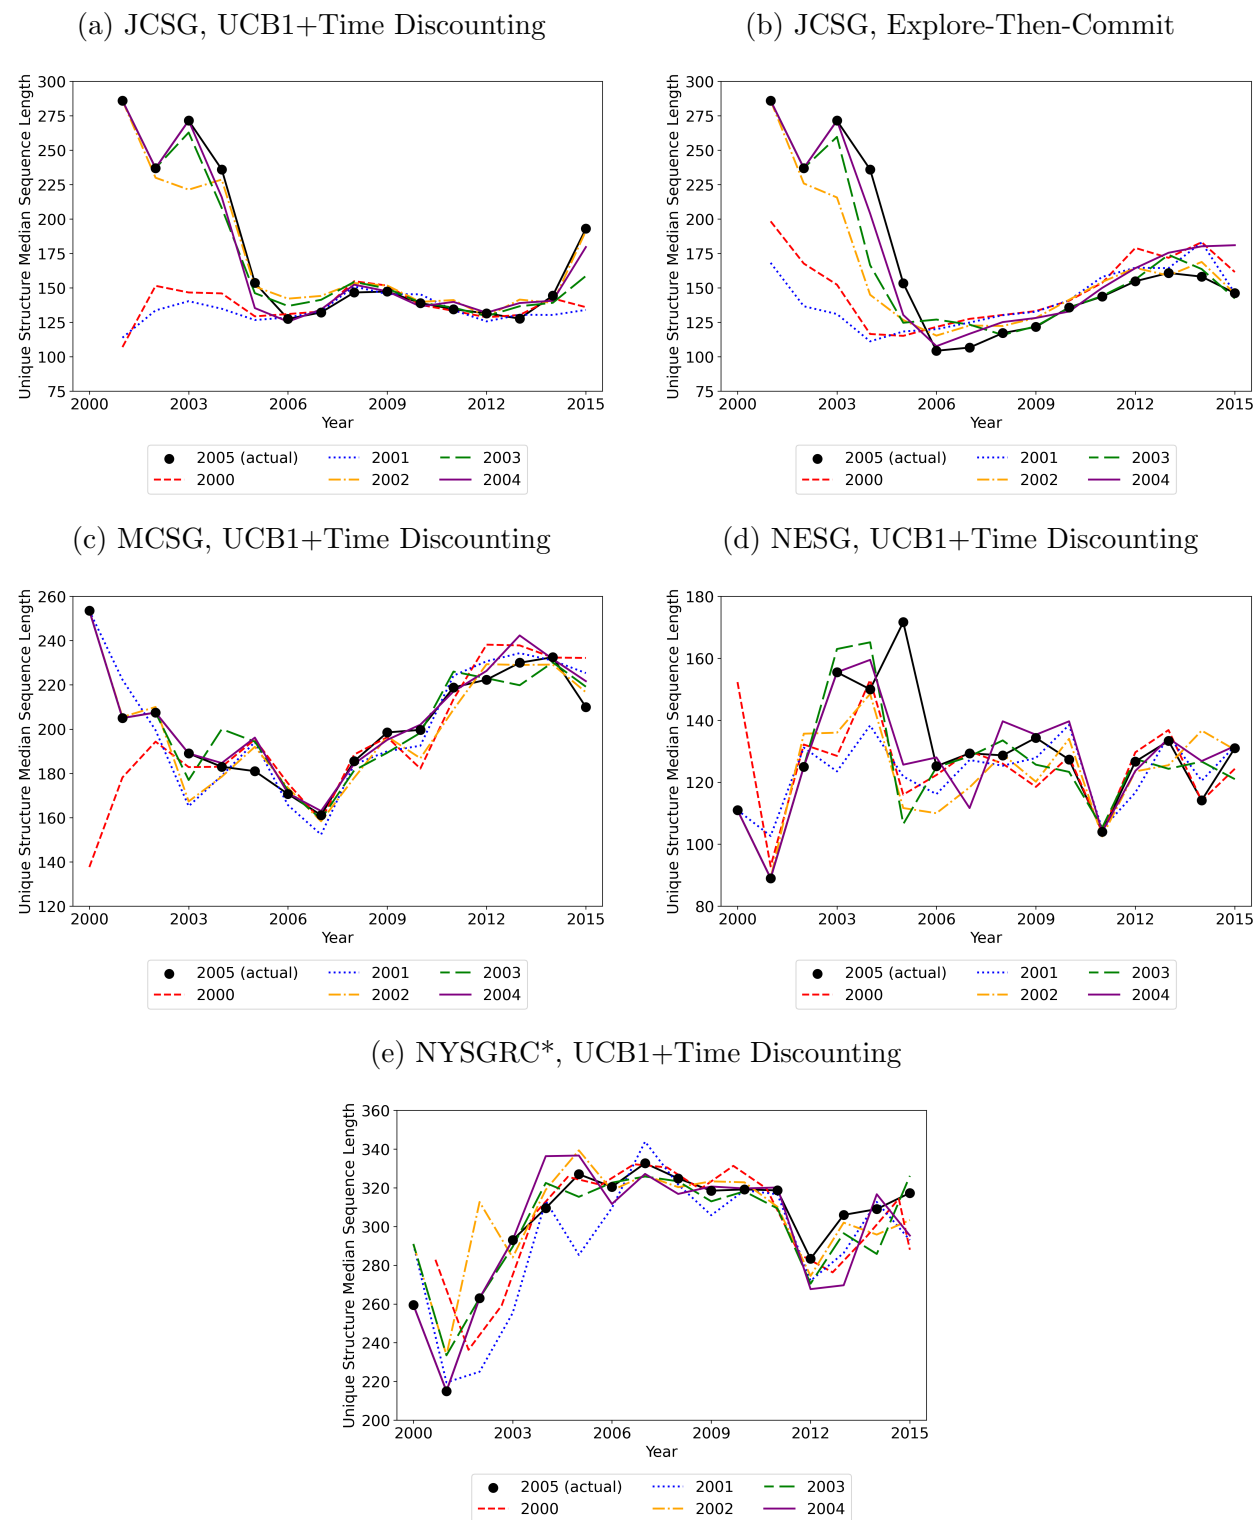 (a) JCSG, UCB1+Time Discounting
Unique Structure Median Sequence Length
300
275
250
225
200
175
150
125
100
75
2000 2003 2006 2009 2012 2015
Year
2005 (actual) 2001 2003
2000 2002 2004
(b) JCSG, Explore-Then-Commit
Unique Structure Median Sequence Length
300
275
250
225
200
175
150
125
100
75
2000 2003 2006 2009 2012 2015
Year
2005 (actual) 2001 2003
2000 2002 2004
(c) MCSG, UCB1+Time Discounting
Unique Structure Median Sequence Length
260
240
220
200
180
160
140
120
2000 2003 2006 2009 2012 2015
Year
2005 (actual) 2001 2003
2000 2002 2004
(d) NESG, UCB1+Time Discounting
Unique Structure Median Sequence Length
180
160
140
120
100
80
2000 2003 2006 2009 2012 2015
Year
2005 (actual) 2001 2003
2000 2002 2004
(e) NYSGRC*, UCB1+Time Discounting
Unique Structure Median Sequence Length
360
340
320
300
280
260
240
220
200
2000 2003 2006 2009 2012 2015
Year
2005 (actual) 2001 2003
2000 2002 2004